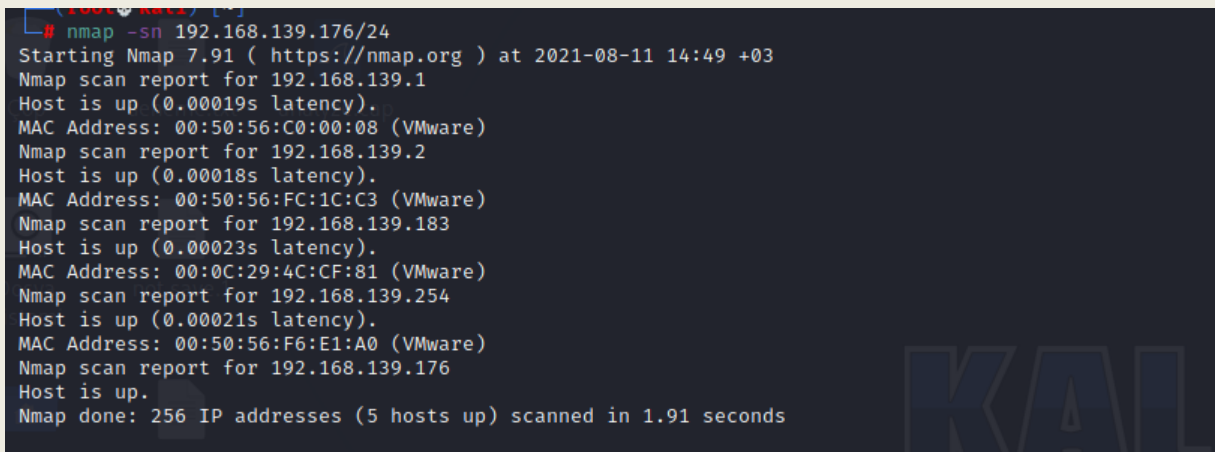 (root💀kali)-[~]
# nmap -sn 192.168.139.176/24
Starting Nmap 7.91 ( https://nmap.org ) at 2021-08-11 14:49 +03
Nmap scan report for 192.168.139.1
Host is up (0.00019s latency).
MAC Address: 00:50:56:C0:00:08 (VMware)
Nmap scan report for 192.168.139.2
Host is up (0.00018s latency).
MAC Address: 00:50:56:FC:1C:C3 (VMware)
Nmap scan report for 192.168.139.183
Host is up (0.00023s latency).
MAC Address: 00:0C:29:4C:CF:81 (VMware)
Nmap scan report for 192.168.139.254
Host is up (0.00021s latency).
MAC Address: 00:50:56:F6:E1:A0 (VMware)
Nmap scan report for 192.168.139.176
Host is up.
Nmap done: 256 IP addresses (5 hosts up) scanned in 1.91 seconds
KAL